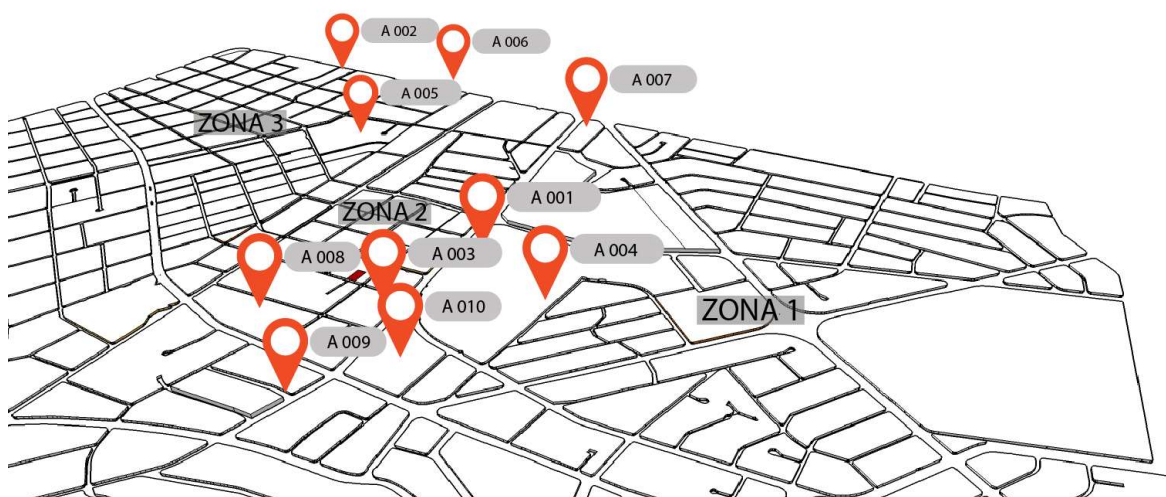 A 002
A 006
A 007
A 005
ZONA 3
A 001
ZONA 2
A 008
A 003
A 004
A 010
ZONA 1
A 009